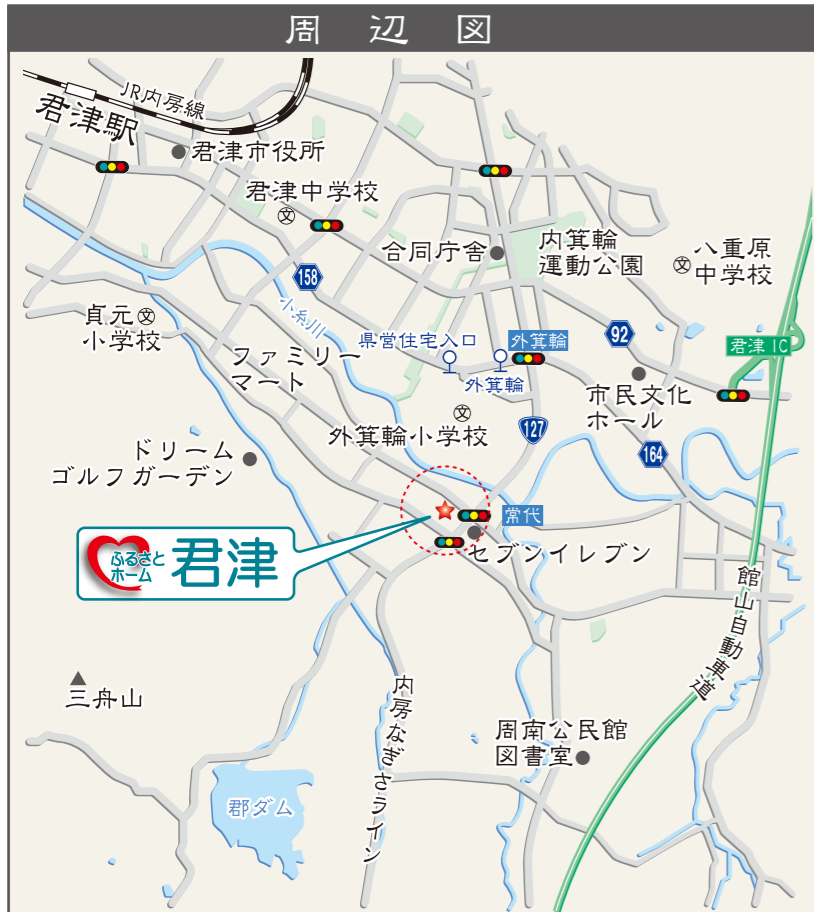 周辺図
JR内房線
君津駅
君津市役所
君津中学校
文
合同庁舎
内箕輪
運動公園
文
八重原
中学校
158
小糸川
貞元
小学校
文
県営住宅入口
外箕輪
92
君津 IC
ファミリー
マート
外箕輪
市民文化
ホール
文
外箕輪小学校
127
164
ドリーム
ゴルフガーデン
常代
セブンイレブン
ふるさと
ホーム
君津
館山自動車道
三舟山
内房なぎさライン
周南公民館
図書室
郡ダム